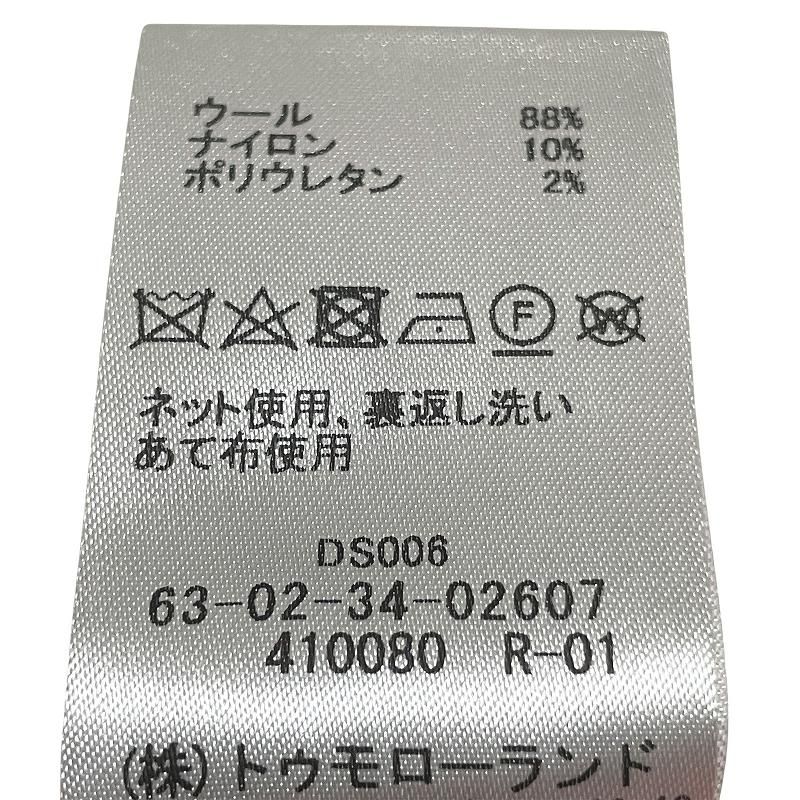 ウール 88%
ナイロン 10%
ポリウレタン 2%
F W
ネット使用、裏返し洗い
あて布使用
DS006
63-02-34-02607
410080 R-01
(株)トゥモローランド